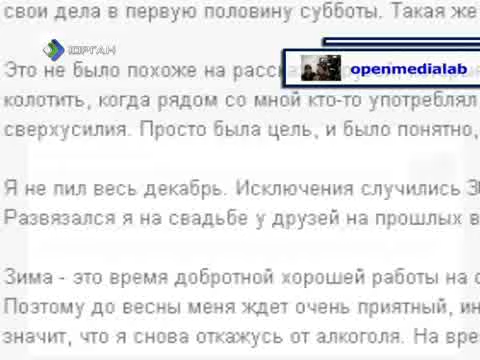 свои дела в первую половину субботы. Такая же
ЮРГАН
Это не было похоже на расск
openmedialab
колотить, когда рядом со мной кто-то употреблял
сверхусилия. Просто была цель, и было понятно,
Я не пил весь декабрь. Исключения случились
Развязался я на свадьбе у друзей на прошлых в
Зима - это время добротной хорошей работы на
Поэтому до весны меня ждет очень приятный, ин
значит, что я снова откажусь от алкоголя. На вре